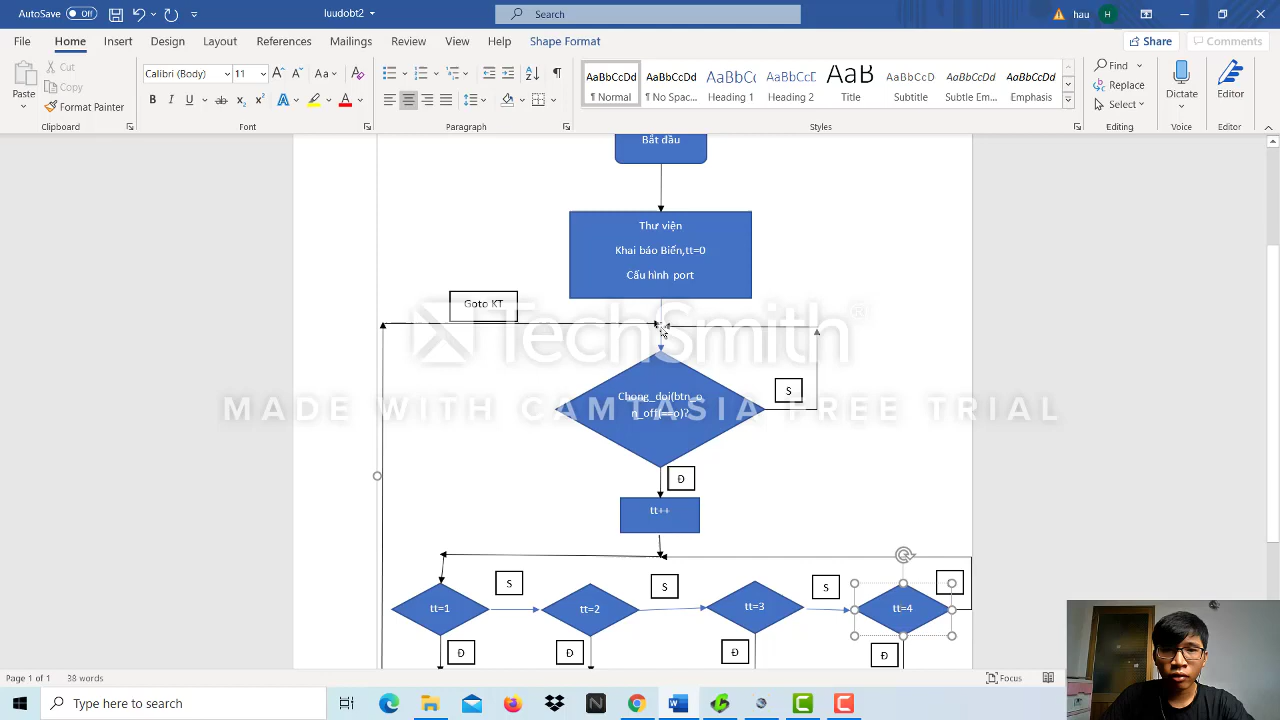 AutoSave Off luudobt2 Search hau H
File Home Insert Design Layout References Mailings Review View Help Shape Format Share Comments
Paste Cut Copy Format Painter
Calibri (Body) 11
AaBbCcDd ¶ Normal
AaBbCcDd ¶ No Spac...
AaBbCc Heading 1
AaBbCcC Heading 2
AaB Title
AaBbCcD Subtitle
AaBbCcDd Subtle Em...
AaBbCcDd Emphasis
Find Replace Select
Dictate Editor
Clipboard Font Paragraph Styles Editing Voice Editor
Bắt đầu
Thư viện
Khai báo Biến,tt=0
Cấu hình port
Goto KT
TechSmith®
S
Chong_doi(btn_o
n_off(==o)?
MADE WITH CAMTASIA FREE TRIAL
Đ
tt++
S S S
tt=1 tt=2 tt=3 tt=4
Đ Đ Đ Đ
Page 1 of 1 38 words Focus
Type here to search